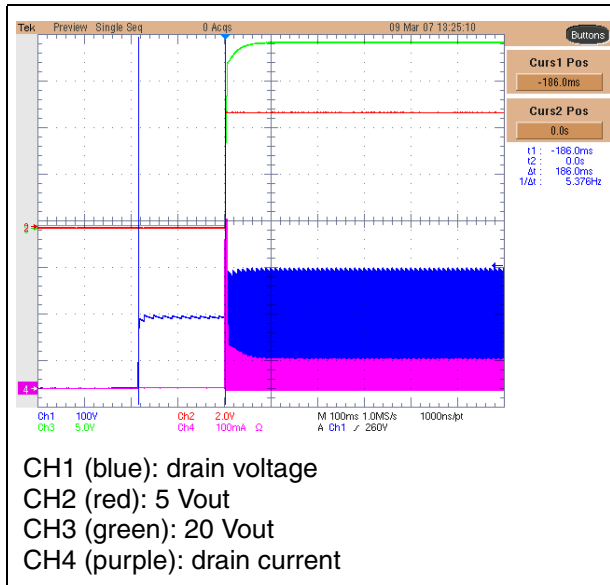 Tek Preview Single Seq 0 Acqs 09 Mar 07 13:25:10
Buttons
Curs1 Pos
-186.0ms
Curs2 Pos
0.0s
t1 : -186.0ms
t2 : 0.0s
Δt : 186.0ms
1/Δt : 5.376Hz
2
4
Ch1 100V Ch2 2.0V M 100ms 1.0MS/s 1000ns/pt
Ch3 5.0V Ch4 100mA Ω A Ch1 ∕ 260V
CH1 (blue): drain voltage
CH2 (red): 5 Vout
CH3 (green): 20 Vout
CH4 (purple): drain current